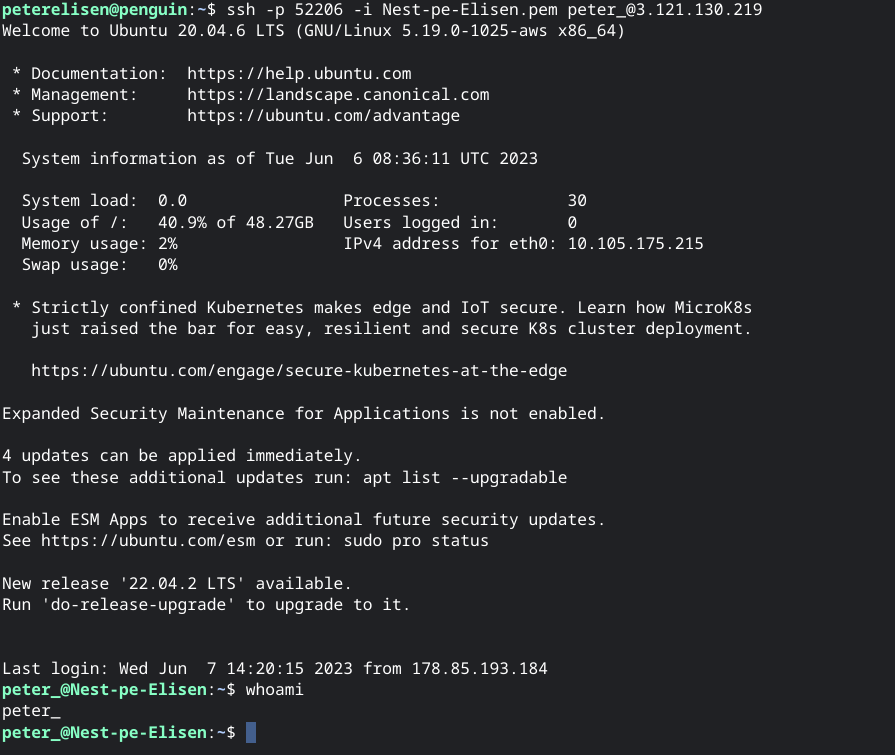 peterelisen@penguin:~$ ssh -p 52206 -i Nest-pe-Elisen.pem peter_@3.121.130.219
Welcome to Ubuntu 20.04.6 LTS (GNU/Linux 5.19.0-1025-aws x86_64)
* Documentation:  https://help.ubuntu.com
* Management:     https://landscape.canonical.com
* Support:        https://ubuntu.com/advantage
System information as of Tue Jun  6 08:36:11 UTC 2023
System load:  0.0                Processes:             30
Usage of /:   40.9% of 48.27GB   Users logged in:       0
Memory usage: 2%                 IPv4 address for eth0: 10.105.175.215
Swap usage:   0%
* Strictly confined Kubernetes makes edge and IoT secure. Learn how MicroK8s
just raised the bar for easy, resilient and secure K8s cluster deployment.
https://ubuntu.com/engage/secure-kubernetes-at-the-edge
Expanded Security Maintenance for Applications is not enabled.
4 updates can be applied immediately.
To see these additional updates run: apt list --upgradable
Enable ESM Apps to receive additional future security updates.
See https://ubuntu.com/esm or run: sudo pro status
New release '22.04.2 LTS' available.
Run 'do-release-upgrade' to upgrade to it.
Last login: Wed Jun  7 14:20:15 2023 from 178.85.193.184
peter_@Nest-pe-Elisen:~$ whoami
peter_
peter_@Nest-pe-Elisen:~$